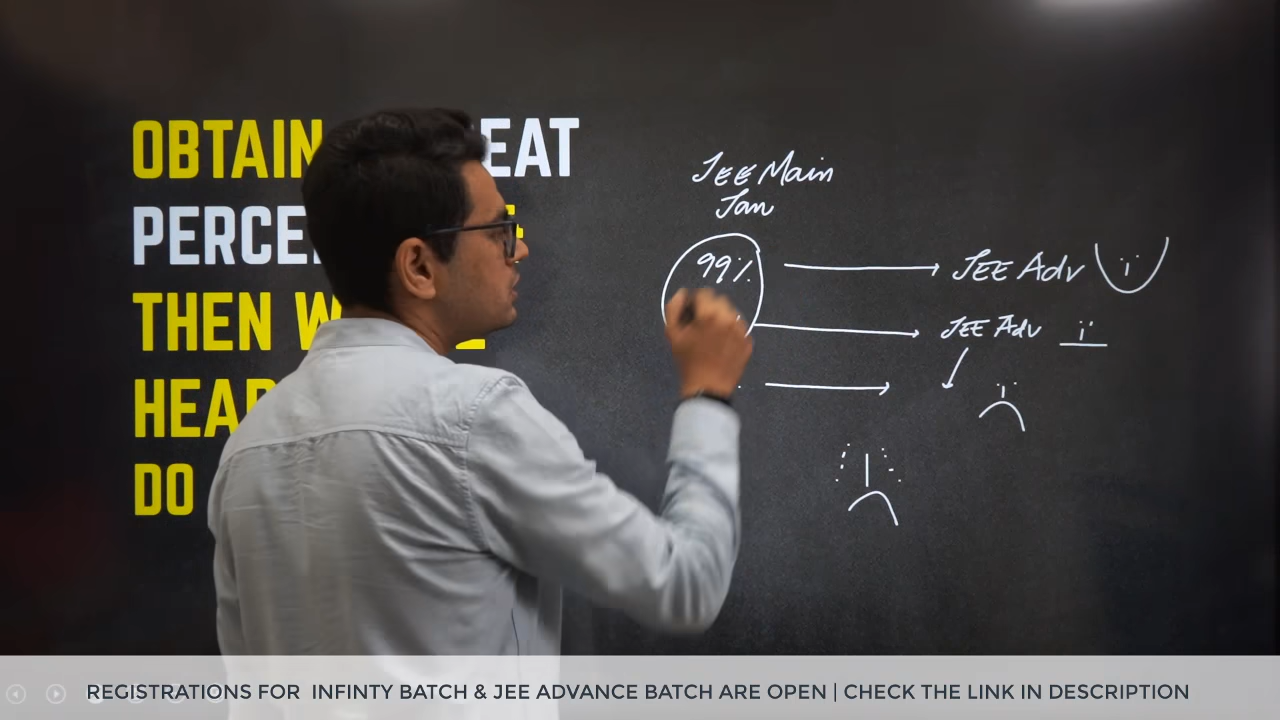 OBTAIN EAT
PERCE
THEN W
HEA
DO
JEE Main
Jan
99%
JEE Adv
JEE Adv
REGISTRATIONS FOR INFINTY BATCH & JEE ADVANCE BATCH ARE OPEN | CHECK THE LINK IN DESCRIPTION